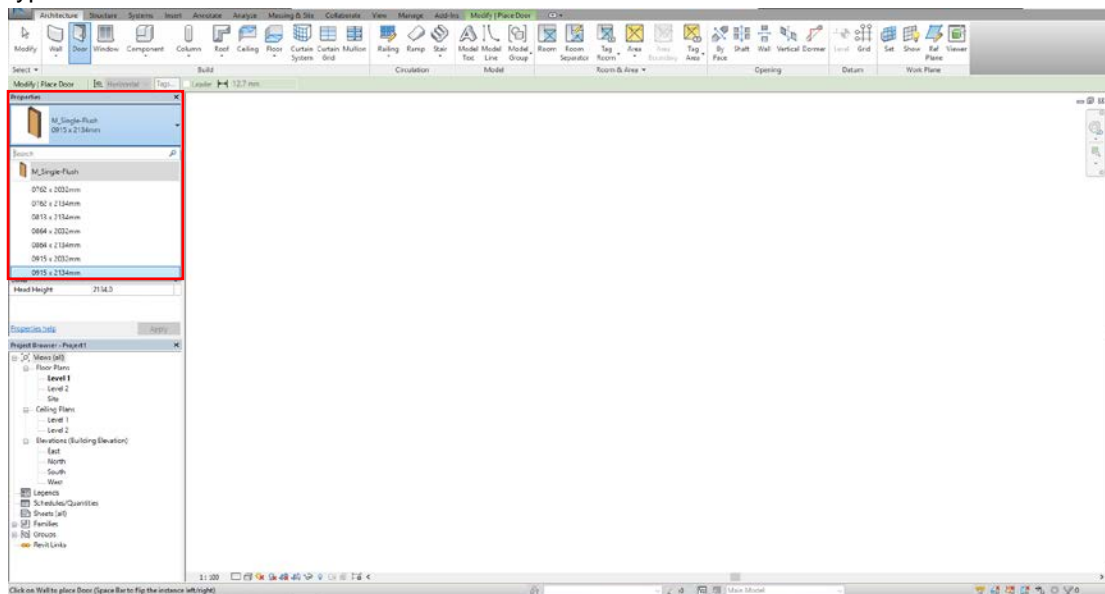 Architecture Structure Systems Insert Annotate Analyze Massing & Site Collaborate View Manage Add-Ins Modify | Place Door
Modify Wall Door Window Component Column Roof Ceiling Floor Curtain System Curtain Grid Mullion Railing Ramp Stair Model Text Model Line Model Group Room Room Separator Tag Room Area Area Boundary Tag Area By Face Shaft Wall Vertical Dormer Level Grid Set Show Ref Plane Viewer
Select Build Circulation Model Room & Area Opening Datum Work Plane
Modify | Place Door Horizontal Tags... Leader 12.7 mm
Properties
M_Single-Flush
0915 x 2134mm
Search
M_Single-Flush
0762 x 2032mm
0762 x 2134mm
0813 x 2134mm
0864 x 2032mm
0864 x 2134mm
0915 x 2032mm
0915 x 2134mm
Head Height 2134.0
Properties help Apply
Project Browser - Project1
Views (all)
Floor Plans
Level 1
Level 2
Site
Ceiling Plans
Level 1
Level 2
Elevations (Building Elevation)
East
North
South
West
Legends
Schedules/Quantities
Sheets (all)
Families
Groups
Revit Links
1 : 100
Click on Wall to place Door (Space Bar to flip the instance left/right) :0 Main Model :0